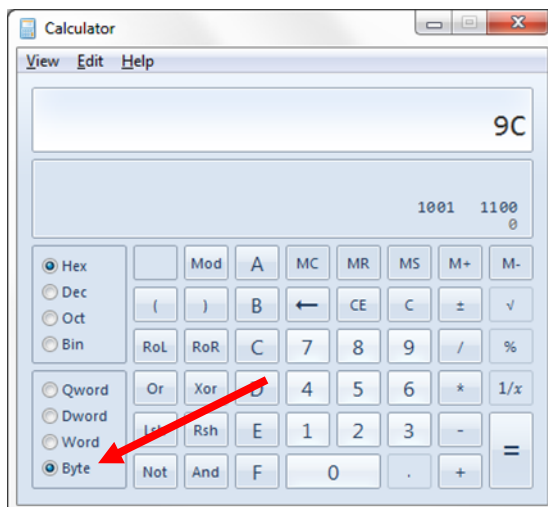 Calculator
View Edit Help
9C
1001 1100
0
Hex Mod A MC MR MS M+ M-
Dec
Oct ( ) B ← CE C ± √
Bin RoL RoR C 7 8 9 / %
Qword Or Xor D 4 5 6 * 1/x
Dword
Word Lsh Rsh E 1 2 3 - =
Byte Not And F 0 . +